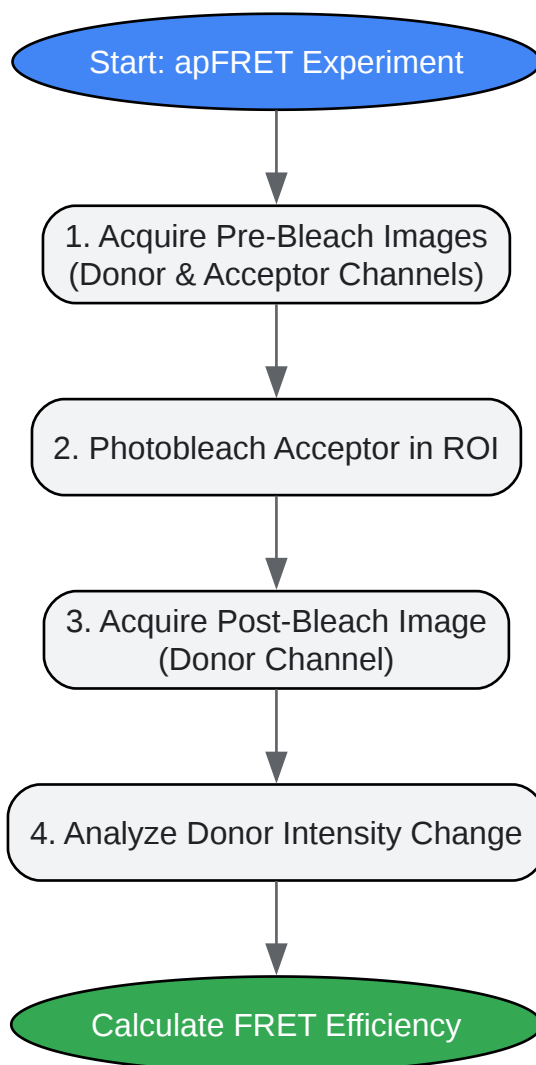 Start: apFRET Experiment
1. Acquire Pre-Bleach Images
(Donor & Acceptor Channels)
2. Photobleach Acceptor in ROI
3. Acquire Post-Bleach Image
(Donor Channel)
4. Analyze Donor Intensity Change
Calculate FRET Efficiency